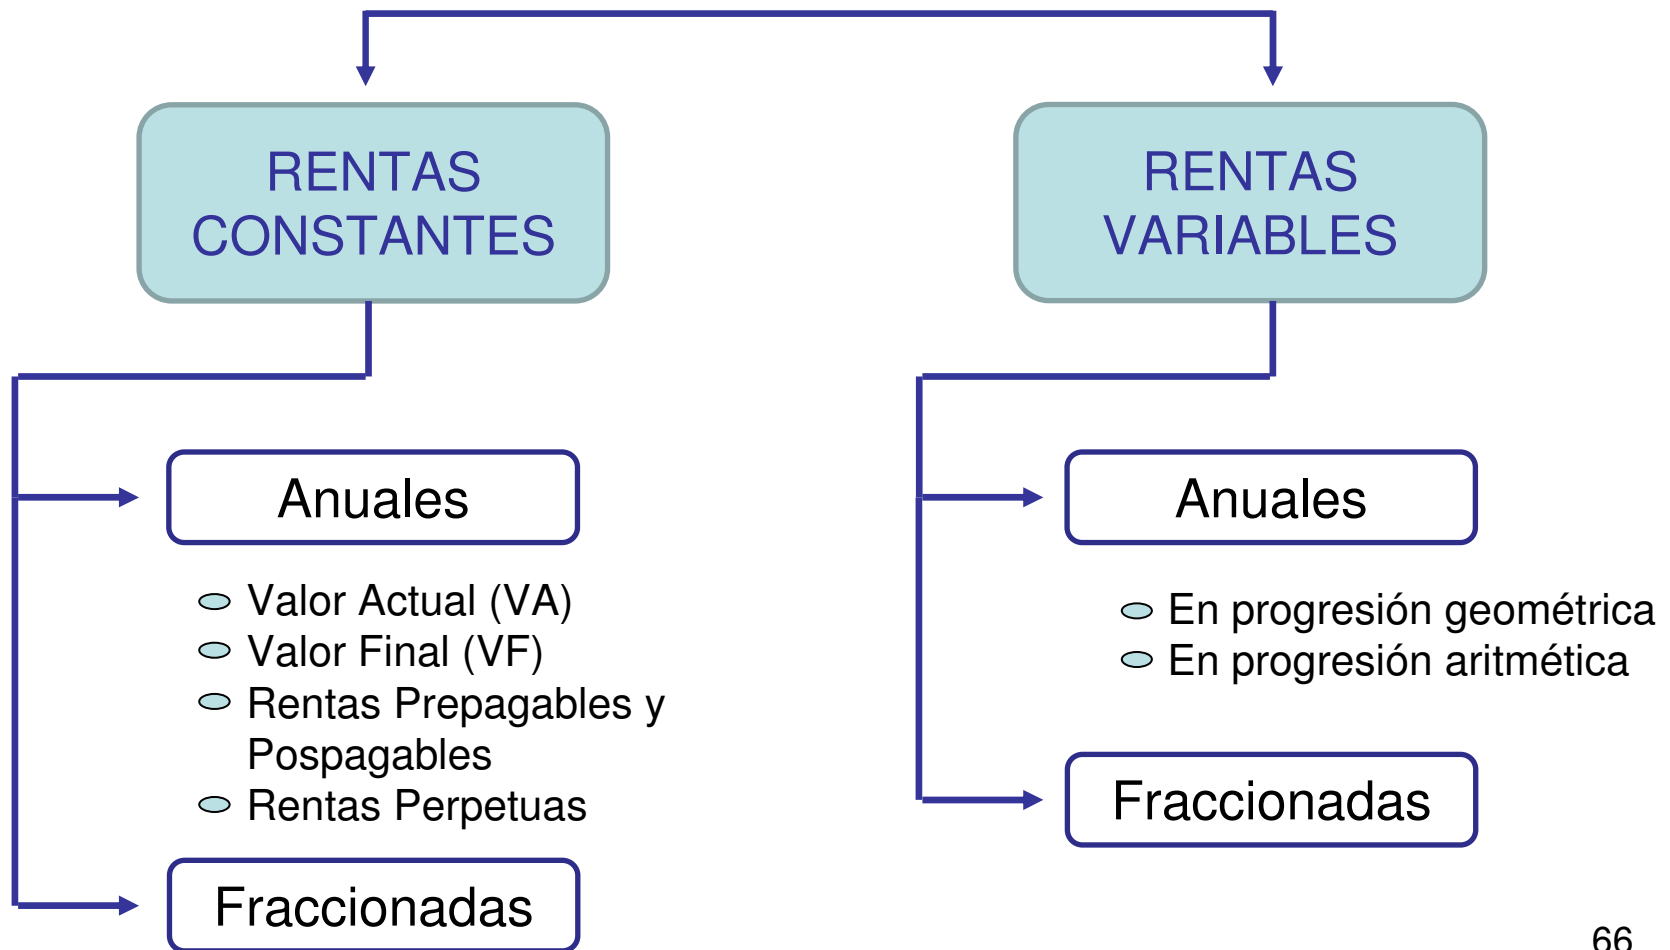 RENTAS
CONSTANTES
Anuales
Valor Actual (VA)
Valor Final (VF)
Rentas Prepagables y
Pospagables
Rentas Perpetuas
Fraccionadas
RENTAS
VARIABLES
Anuales
En progresión geométrica
En progresión aritmética
Fraccionadas
66